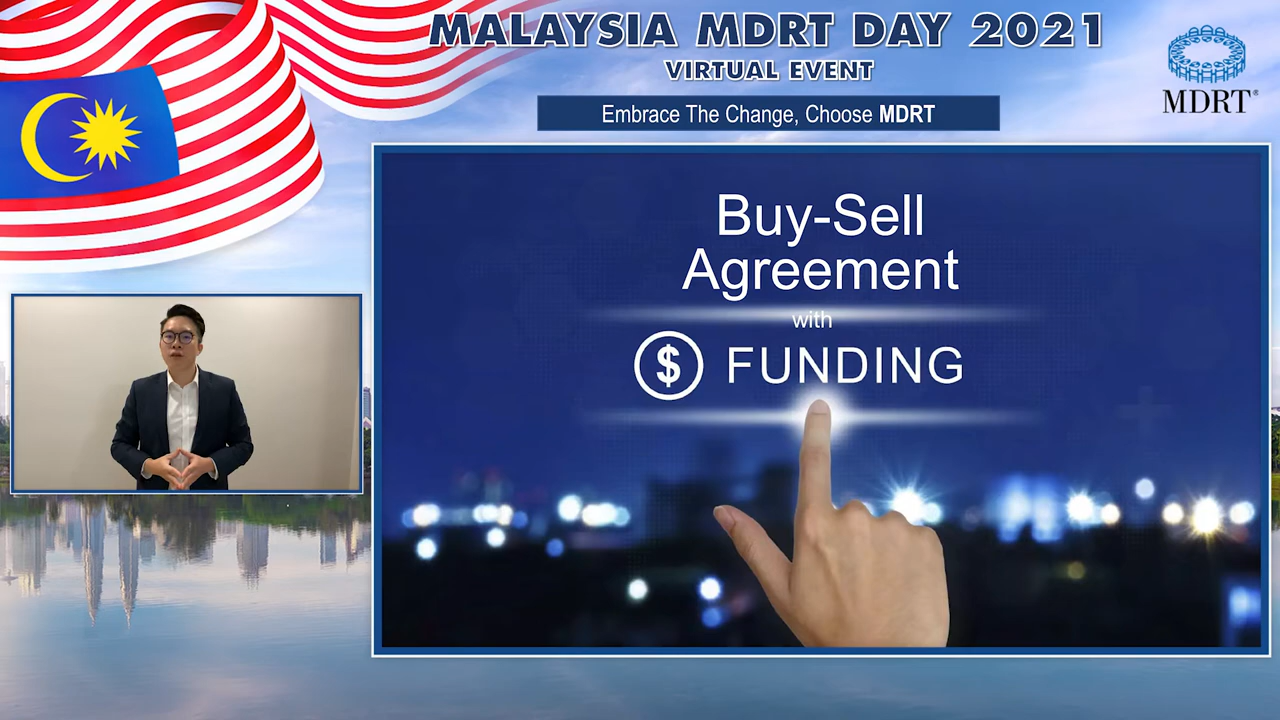 MALAYSIA MDRT DAY 2021
VIRTUAL EVENT
Embrace The Change, Choose MDRT
MDRT®
Buy-Sell
Agreement
with
$ FUNDING